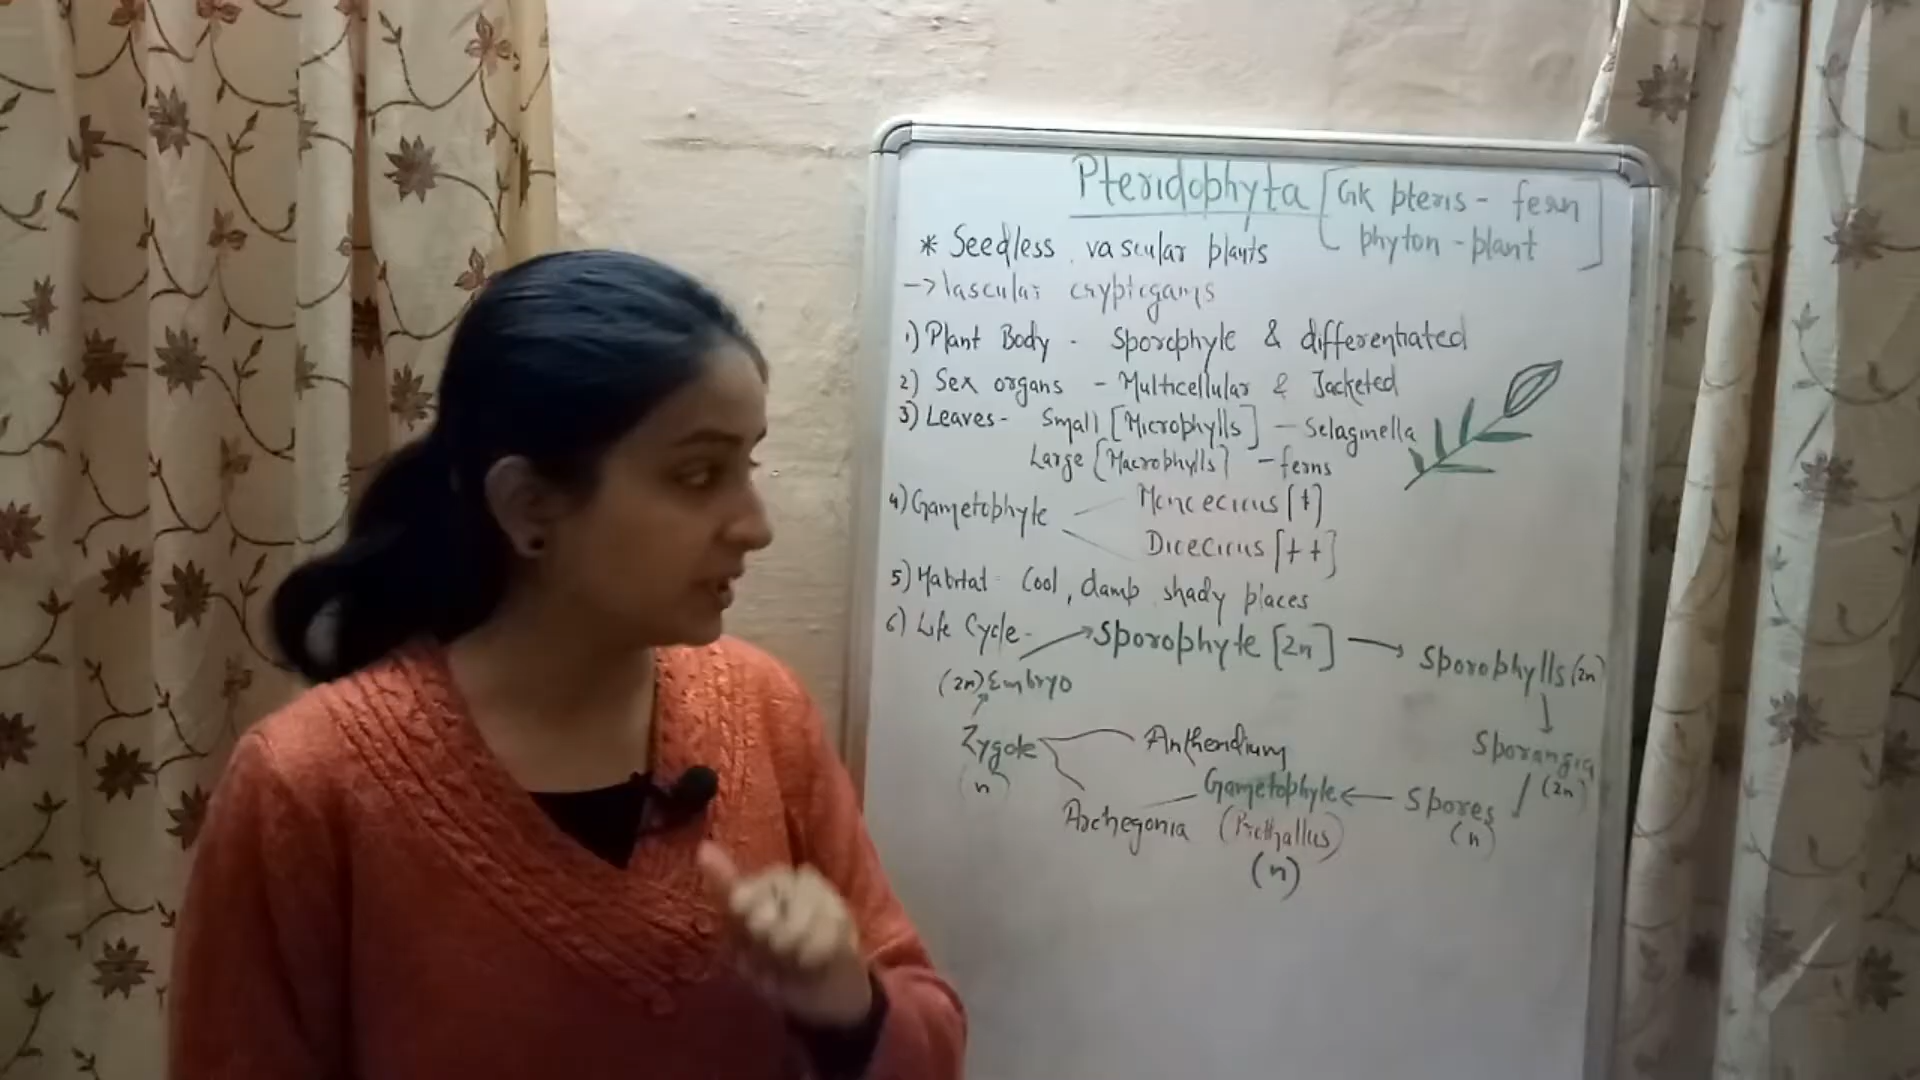 Pteridophyta [Gk pteris - fern
phyton - plant]
* Seedless vascular plants
→ Vascular cryptogams
1) Plant Body - Sporophyte & differentiated
2) Sex organs - Multicellular & Jacketed
3) Leaves - Small [Microphylls] - Selaginella
Large [Macrophylls] - ferns
4) Gametophyte
Monoecious [+]
Dioecious [++]
5) Habitat - Cool, damp shady places
6) Life Cycle -
Sporophyte [2n] → Sporophylls (2n)
(2n) Embryo
Zygote
(n)
Antheridium
Sporangia
(2n)
Archegonia
Gametophyte ← Spores
(Prothallus)
(n)
(n)